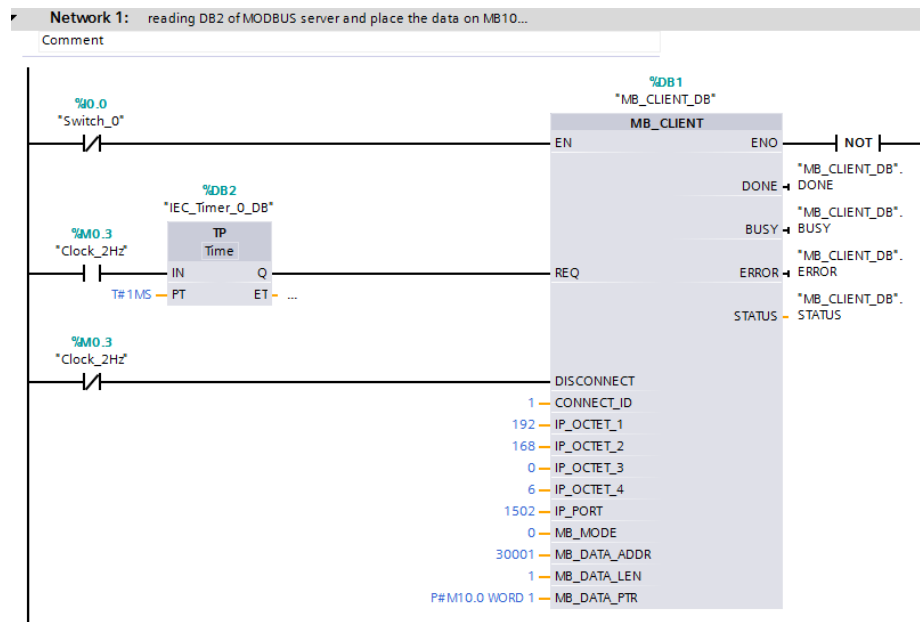 Network 1: reading DB2 of MODBUS server and place the data on MB10...
Comment
%DB1
"MB_CLIENT_DB"
MB_CLIENT
%I0.0
"Switch_0"
EN
ENO
NOT
DONE
"MB_CLIENT_DB".
DONE
%DB2
"IEC_Timer_0_DB"
BUSY
"MB_CLIENT_DB".
BUSY
%M0.3
"Clock_2Hz"
TP
Time
IN
Q
REQ
ERROR
"MB_CLIENT_DB".
ERROR
T#1MS
PT
ET
...
STATUS
"MB_CLIENT_DB".
STATUS
%M0.3
"Clock_2Hz"
DISCONNECT
1 CONNECT_ID
192 IP_OCTET_1
168 IP_OCTET_2
0 IP_OCTET_3
6 IP_OCTET_4
1502 IP_PORT
0 MB_MODE
30001 MB_DATA_ADDR
1 MB_DATA_LEN
P#M10.0 WORD 1 MB_DATA_PTR